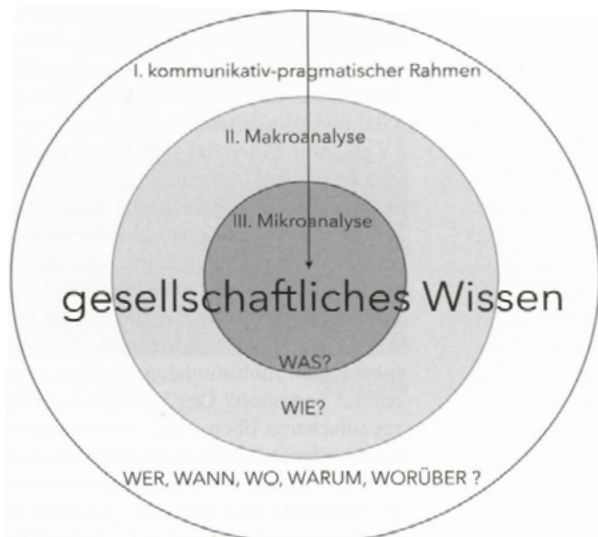 I. kommunikativ-pragmatischer Rahmen
II. Makroanalyse
III. Mikroanalyse
gesellschaftliches Wissen
WAS?
WIE?
WER, WANN, WO, WARUM, WORÜBER ?